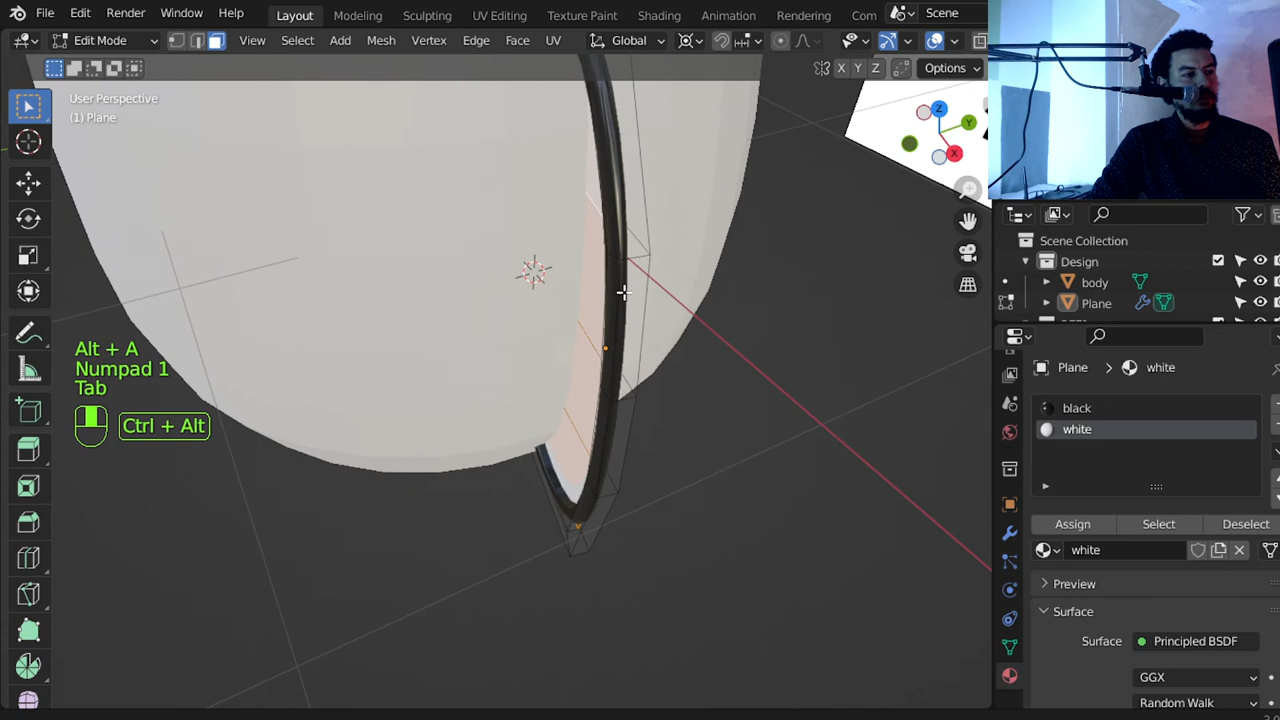 File Edit Render Window Help Layout Modeling Sculpting UV Editing Texture Paint Shading Animation Rendering Com Scene
Edit Mode View Select Add Mesh Vertex Edge Face UV Global
X Y Z Options
User Perspective
(1) Plane
Z
Y
X
Scene Collection
Design
body
Plane
Alt + A
Numpad 1
Tab
Ctrl + Alt
Plane > white
black
white
Assign Select Deselect
white
Preview
Surface
Surface Principled BSDF
GGX
Random Walk